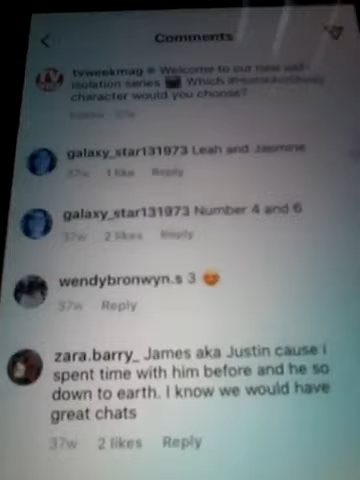 Comments
tvweekmag Welcome to our new self-
isolation series Which #HomeAndAway
character would you choose?
galaxy_star131973 Leah and Jasmine
37w 1 like Reply
galaxy_star131973 Number 4 and 6
37w 2 likes Reply
wendybronwyn.s 3 😍
37w Reply
zara.barry_ James aka Justin cause i
spent time with him before and he so
down to earth. I know we would have
great chats
37w 2 likes Reply